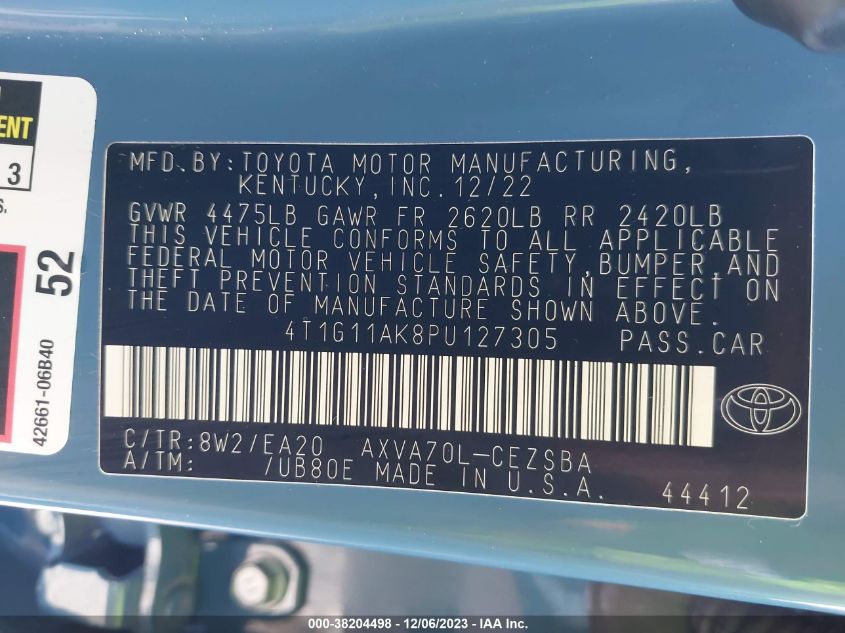 ENT
3
S.
52
42661-06B40
MFD.BY:TOYOTA MOTOR MANUFACTURING,
KENTUCKY,INC.12/22
GVWR 4475LB GAWR FR 2620LB RR 2420LB
THIS VEHICLE CONFORMS TO ALL APPLICABLE
FEDERAL MOTOR VEHICLE SAFETY,BUMPER,AND
THEFT PREVENTION STANDARDS IN EFFECT ON
THE DATE OF MANUFACTURE SHOWN ABOVE.
4T1G11AK8PU127305 PASS.CAR
C/TR:8W2/EA20 AXVA70L-CEZSBA
A/TM: /UB80E MADE IN U.S.A. 44412
000-38204498 - 12/06/2023 - IAA Inc.